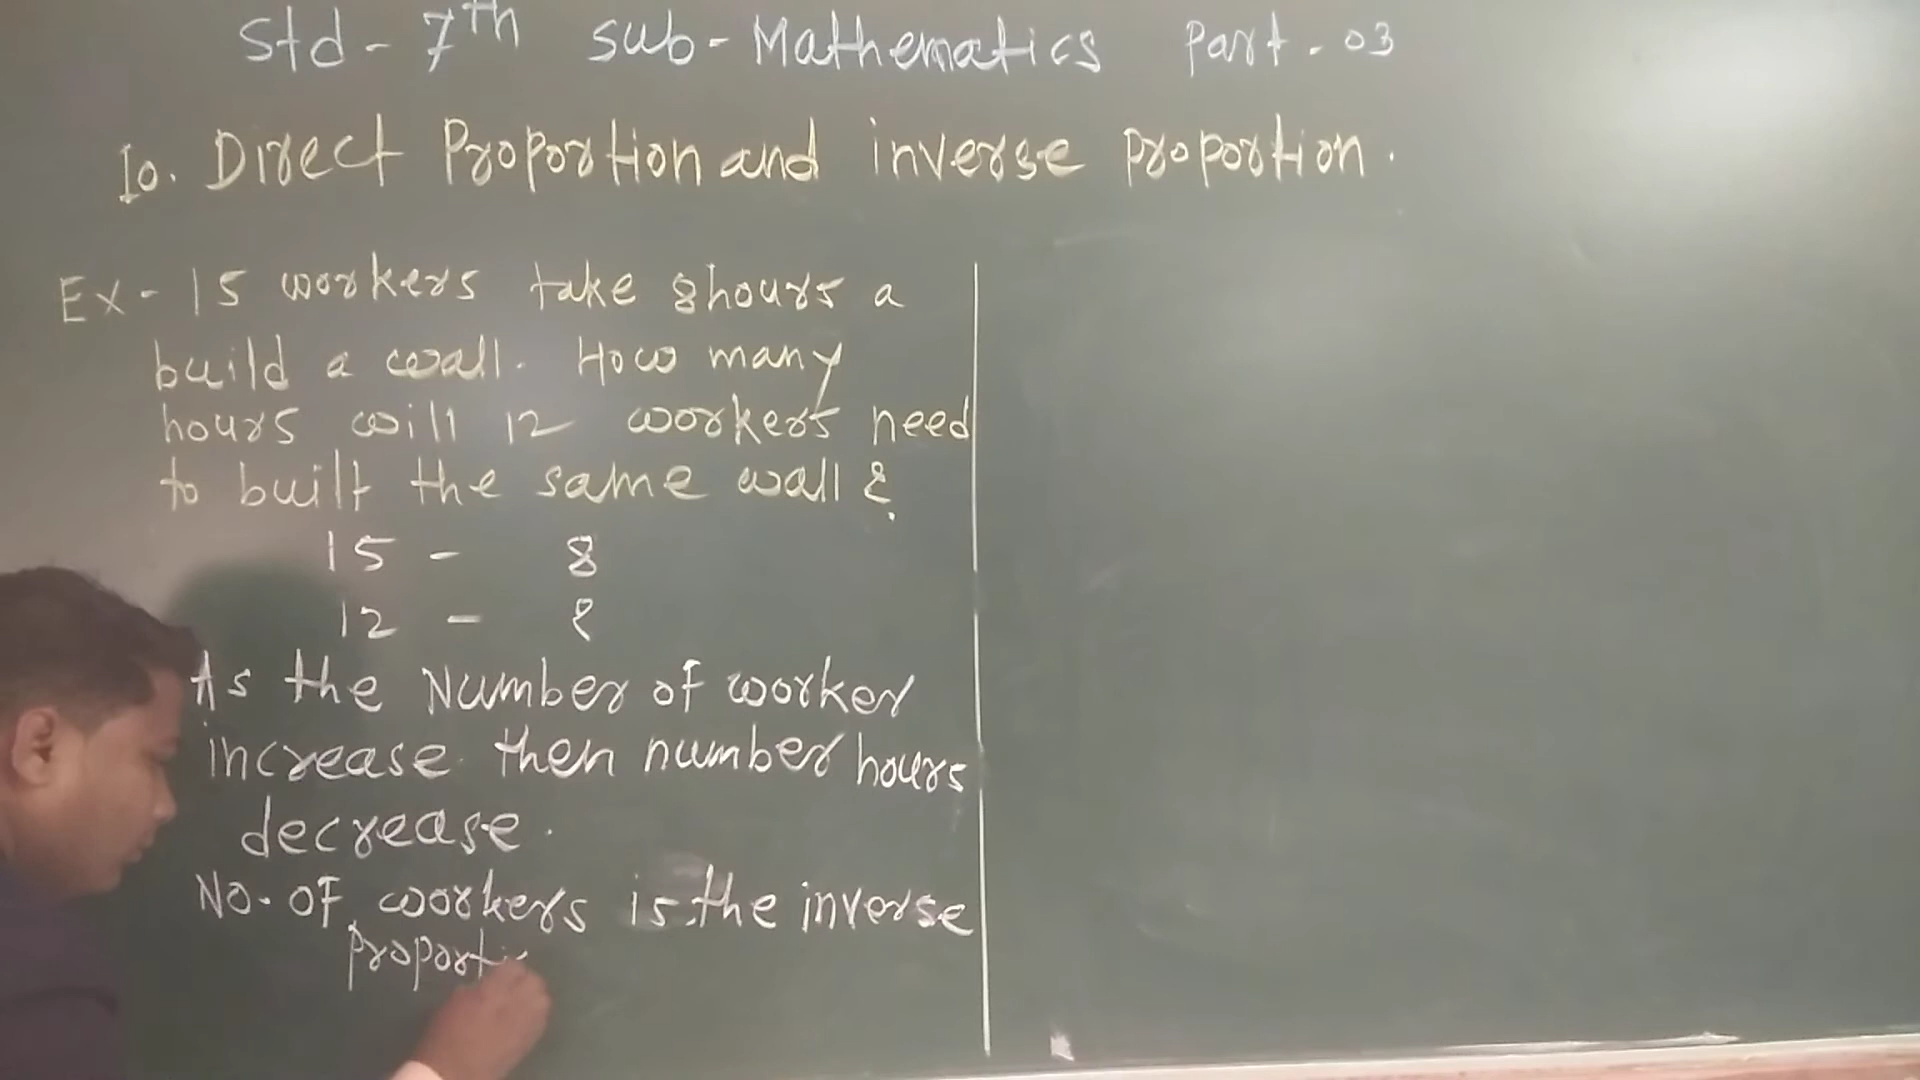 Std - 7th Sub - Mathematics Part - 03
10. Direct Proportion and inverse proportion.
Ex - 15 workers take 8 hours a
build a wall. How many
hours will 12 workers need
to built the same wall ?
15 - 8
12 - ?
As the Number of worker
increase then number hours
decrease.
No. of workers is the inverse
proporti